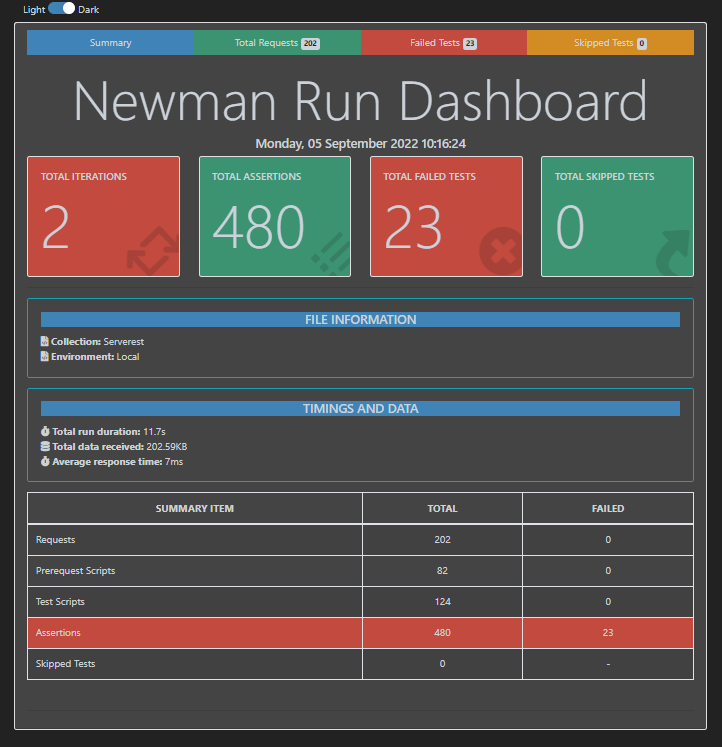 Light Dark
Summary Total Requests 202 Failed Tests 23 Skipped Tests 0
Newman Run Dashboard
Monday, 05 September 2022 10:16:24
TOTAL ITERATIONS TOTAL ASSERTIONS TOTAL FAILED TESTS TOTAL SKIPPED TESTS
2 480 23 0
FILE INFORMATION
Collection: Serverest
Environment: Local
TIMINGS AND DATA
Total run duration: 11.7s
Total data received: 202.59KB
Average response time: 7ms
SUMMARY ITEM TOTAL FAILED
Requests 202 0
Prerequest Scripts 82 0
Test Scripts 124 0
Assertions 480 23
Skipped Tests 0 -